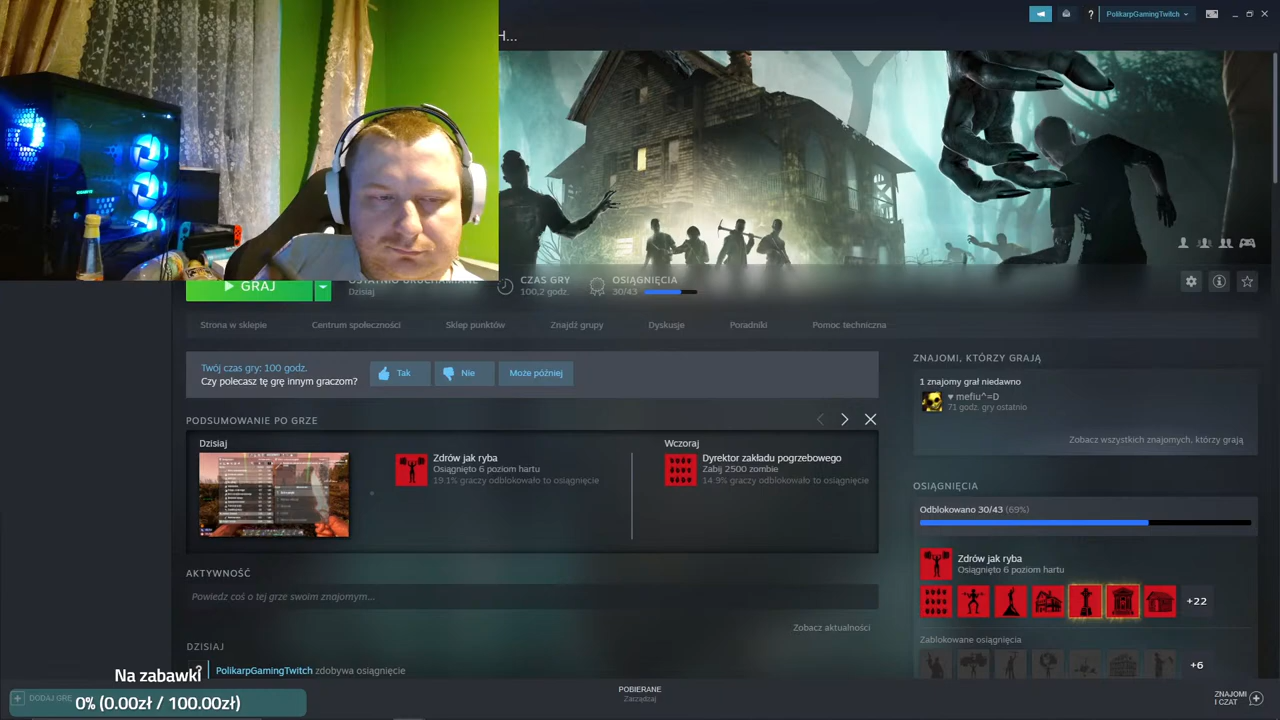 PolikarpGamingTwitch
H...
GRAJ
Dzisiaj
CZAS GRY
100,2 godz.
OSIĄGNIĘCIA
30/43
Strona w sklepie
Centrum społeczności
Sklep punktów
Znajdź grupy
Dyskusje
Poradniki
Pomoc techniczna
Twój czas gry: 100 godz.
Czy polecasz tę grę innym graczom?
Tak
Nie
Może później
PODSUMOWANIE PO GRZE
Dzisiaj
Zdrów jak ryba
Osiągnięto 6 poziom hartu
19.1% graczy odblokowało to osiągnięcie
Wczoraj
Dyrektor zakładu pogrzebowego
Zabij 2500 zombie
14.9% graczy odblokowało to osiągnięcie
AKTYWNOŚĆ
Powiedz coś o tej grze swoim znajomym...
Zobacz aktualności
DZISIAJ
PolikarpGamingTwitch zdobywa osiągnięcie
ZNAJOMI, KTÓRZY GRAJĄ
1 znajomy grał niedawno
♥ mefiu^=D
71 godz. gry ostatnio
Zobacz wszystkich znajomych, którzy grają
OSIĄGNIĘCIA
Odblokowano 30/43 (69%)
Zdrów jak ryba
Osiągnięto 6 poziom hartu
+22
Zablokowane osiągnięcia
+6
Na zabawki
DODAJ GRĘ
0% (0.00zł / 100.00zł)
POBIERANE
Zarządzaj
ZNAJOMI
I CZAT